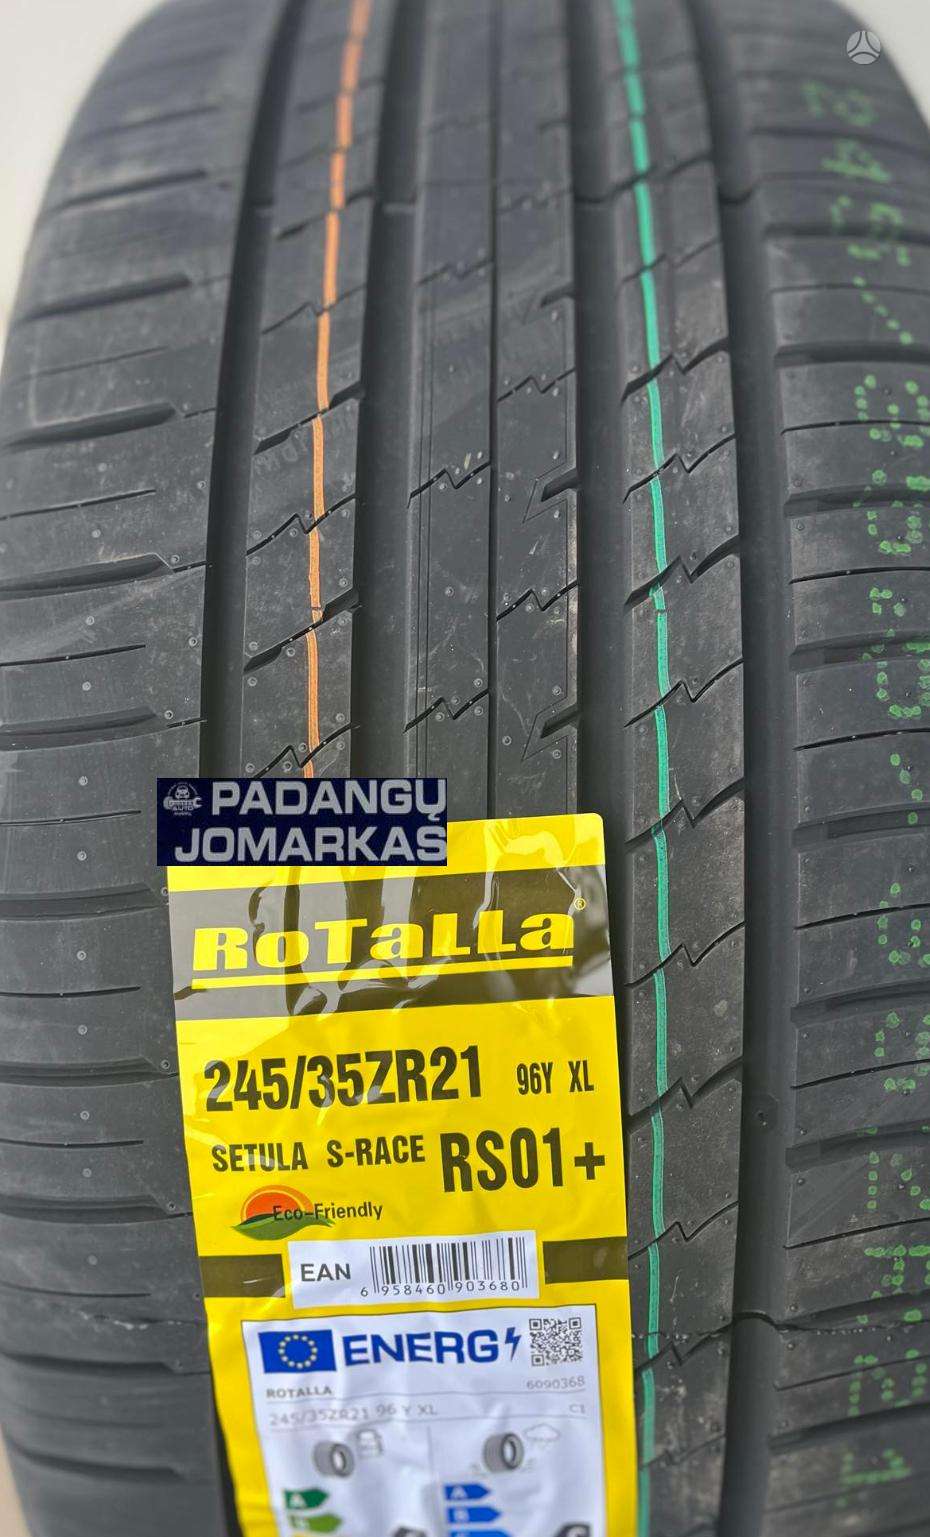 PADANGŲ
JOMARKAS
RoTaLLa®
245/35ZR21 96Y XL
SETULA S-RACE RS01+
Eco-Friendly
EAN
6 958460 903680
ENERG
ROTALLA 6090368
245/35ZR21 96 Y XL C1
A
A
B
B